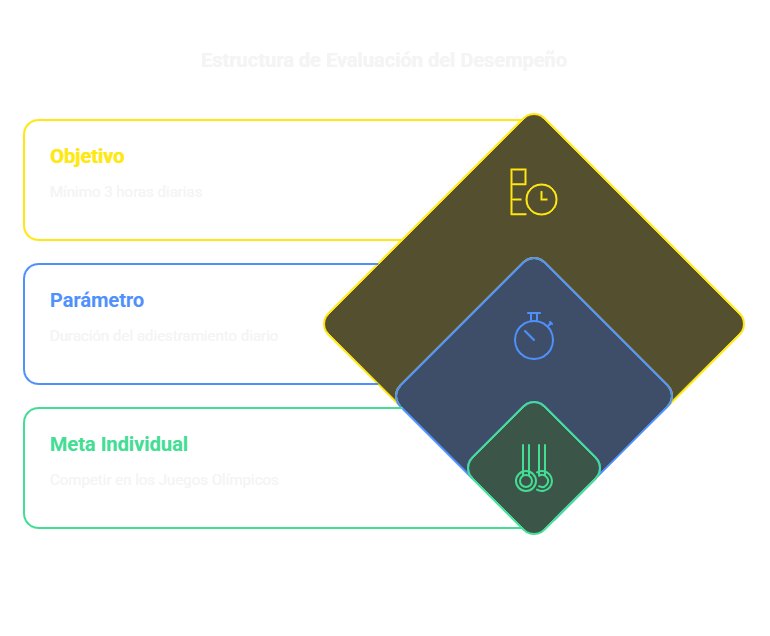 Estructura de Evaluación del Desempeño
Objetivo
Mínimo 3 horas diarias
Parámetro
Duración del adiestramiento diario
Meta Individual
Competir en los Juegos Olímpicos